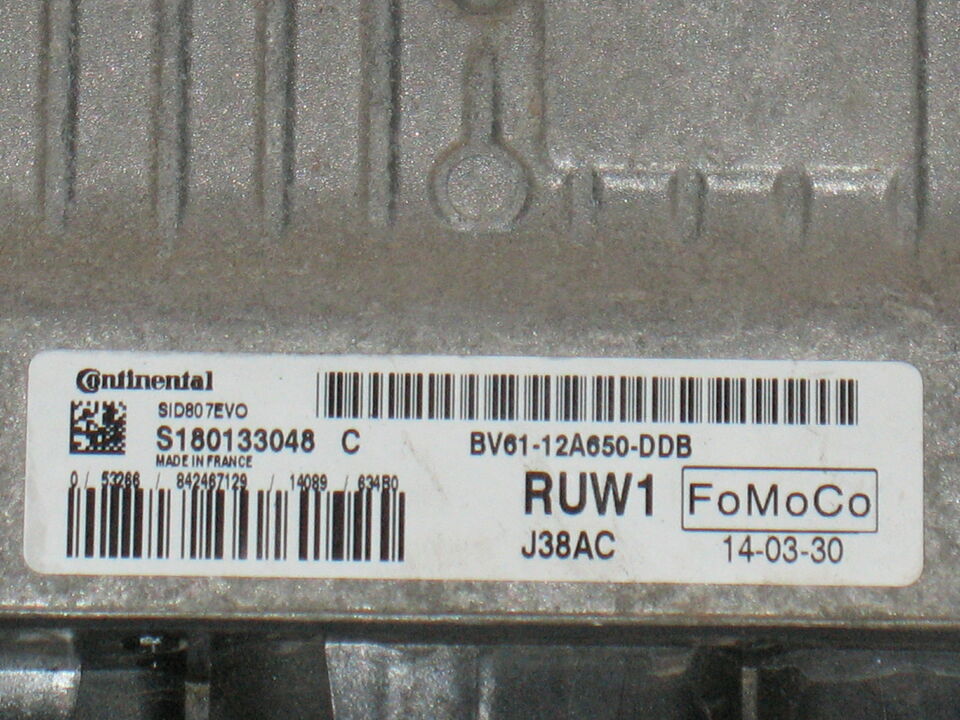 Continental
SID807EVO
S180133048 C
MADE IN FRANCE
0 / 53266 / 842467129 / 14089 / 634B0
BV61-12A650-DDB
RUW1 FoMoCo
J38AC 14-03-30